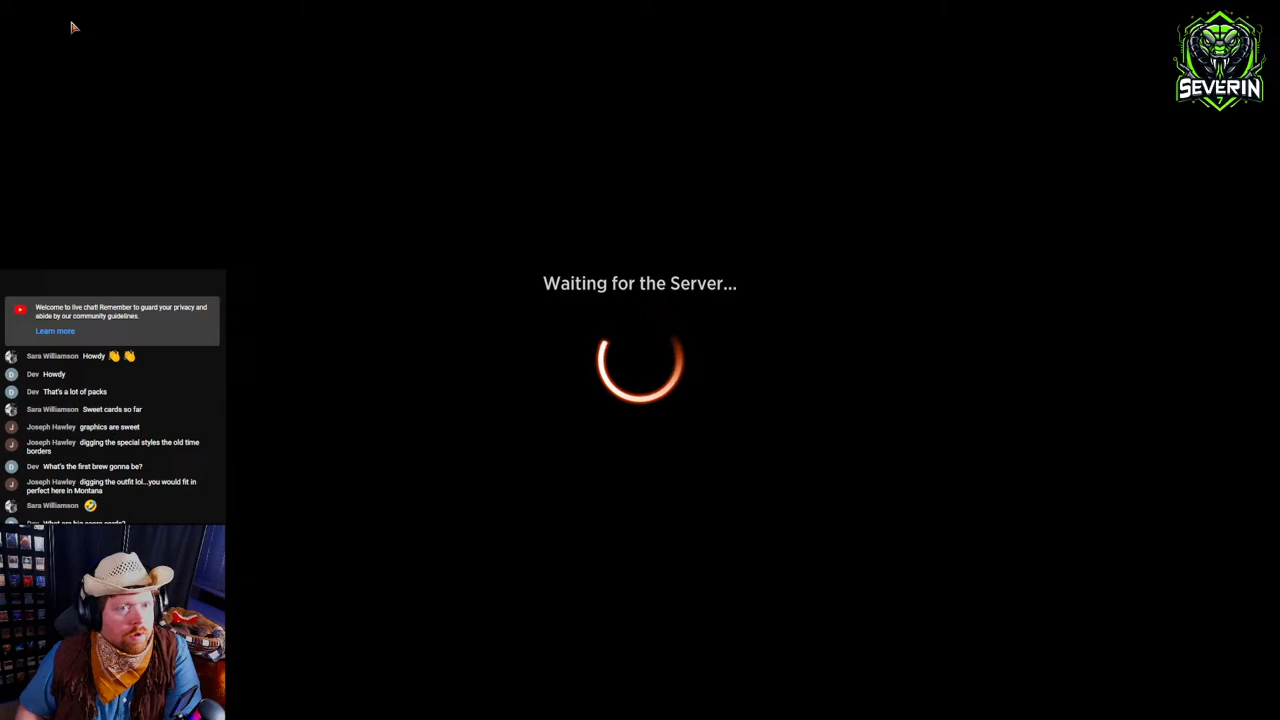 SEVERIN
7
Waiting for the Server...
Welcome to live chat! Remember to guard your privacy and
abide by our community guidelines.
Learn more
Sara Williamson Howdy 👏 👏
D Dev Howdy
D Dev That's a lot of packs
Sara Williamson Sweet cards so far
J Joseph Hawley graphics are sweet
J Joseph Hawley digging the special styles the old time
borders
D Dev What's the first brew gonna be?
J Joseph Hawley digging the outfit lol...you would fit in
perfect here in Montana
Sara Williamson 🤣